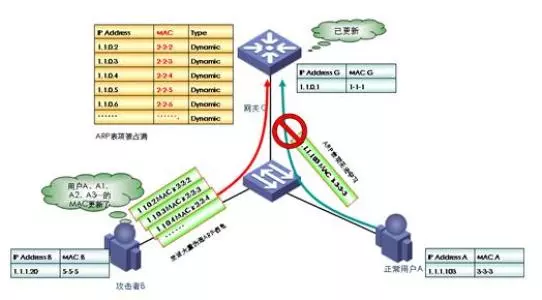 IP Address MAC Type
1.1.0.2 2-2-2 Dynamic
1.1.0.3 2-2-3 Dynamic
1.1.0.4 2-2-4 Dynamic
1.1.0.5 2-2-5 Dynamic
1.1.0.6 2-2-6 Dynamic
...... ...... Dynamic
ARP表项被占满
已更新
IP Address G MAC G
1.1.0.1 1-1-1
网关G
ARP表项无法学习
1.1.1.103 MAC is 3-3-3
用户A、A1、
A2、A3…的
MAC更新了
1.1.0.2 MAC is 2-2-2
1.1.0.3 MAC is 2-2-3
1.1.0.4 MAC is 2-2-4
......
发送大量伪造ARP报文
IP Address B MAC B
1.1.1.20 5-5-5
攻击者B
IP Address A MAC A
1.1.1.103 3-3-3
正常用户A